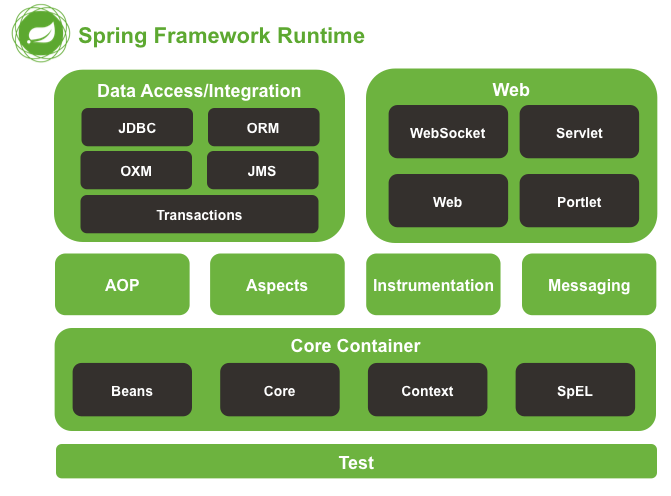 Spring Framework Runtime
Data Access/Integration
JDBC
ORM
OXM
JMS
Transactions
Web
WebSocket
Servlet
Web
Portlet
AOP
Aspects
Instrumentation
Messaging
Core Container
Beans
Core
Context
SpEL
Test